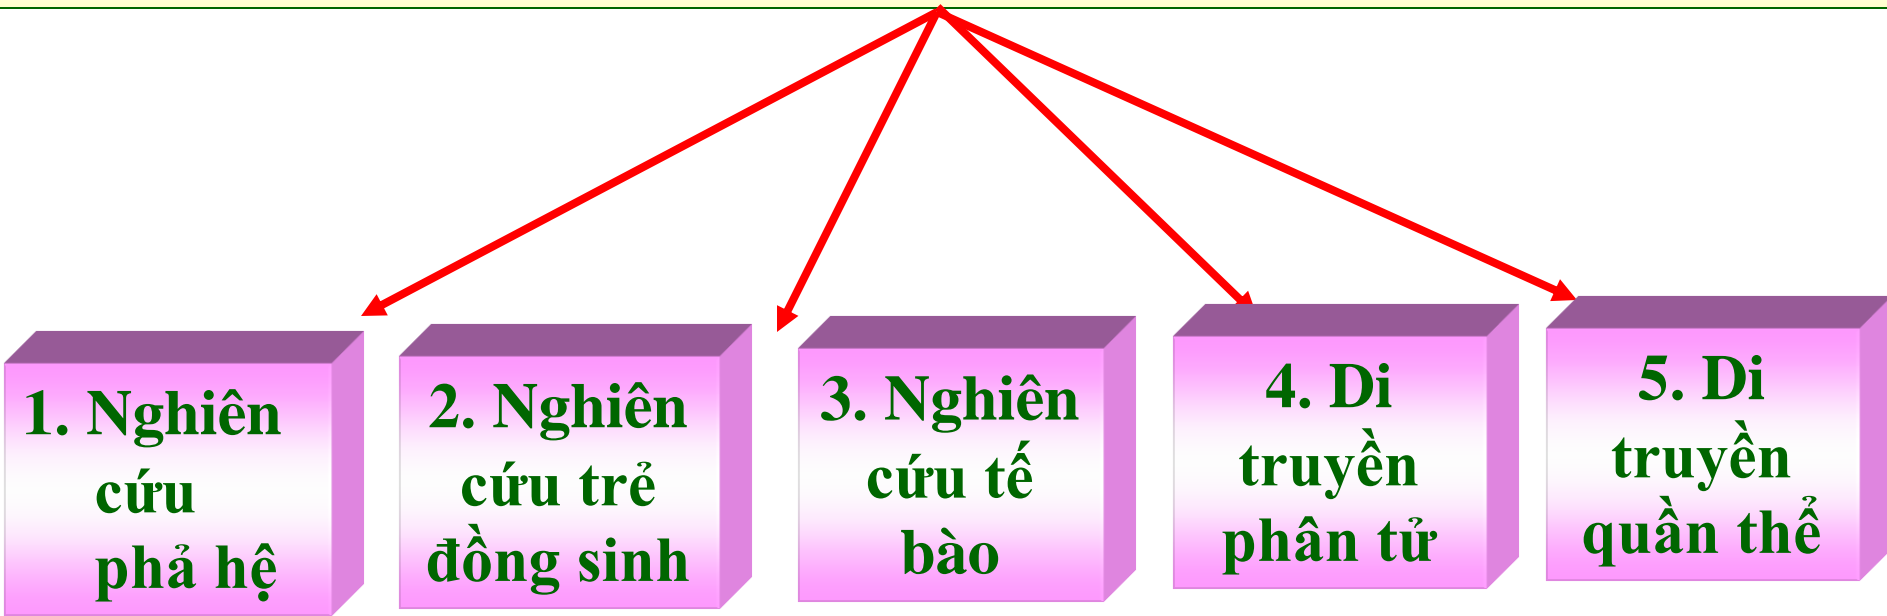 1. Nghiên
cứu
phả hệ
2. Nghiên
cứu trẻ
đồng sinh
3. Nghiên
cứu tế
bào
4. Di
truyền
phân tử
5. Di
truyền
quần thể